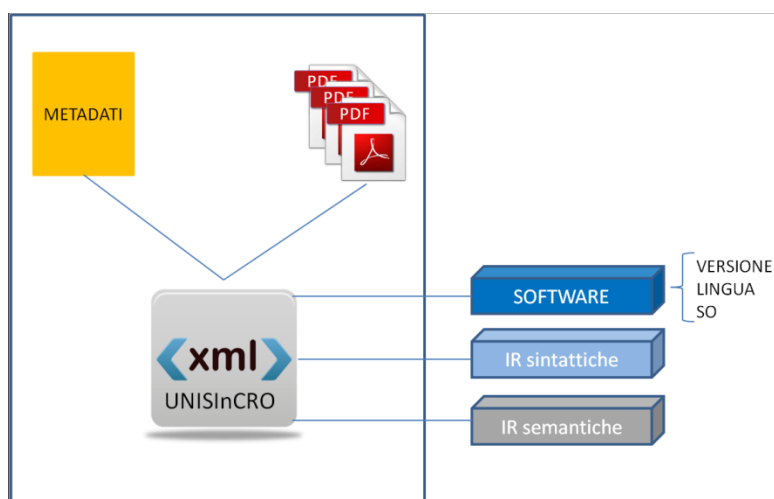 METADATI
PDF
PDF
PDF
<xml>
UNISInCRO
SOFTWARE
VERSIONE
LINGUA
SO
IR sintattiche
IR semantiche